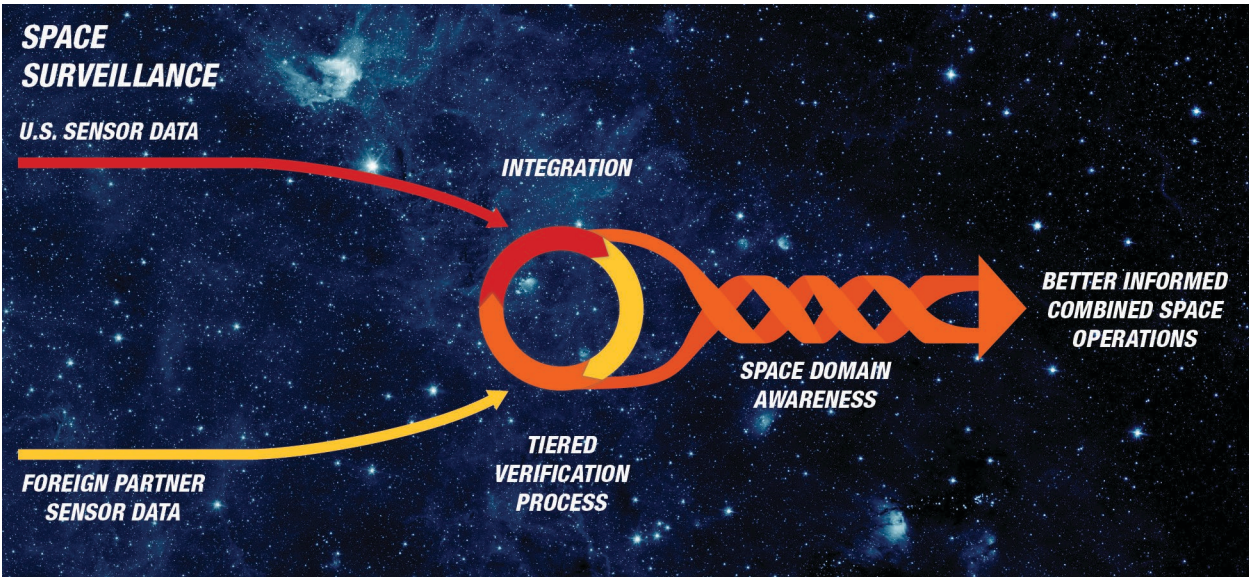 SPACE
SURVEILLANCE
U.S. SENSOR DATA
INTEGRATION
BETTER INFORMED
COMBINED SPACE
OPERATIONS
SPACE DOMAIN
AWARENESS
TIERED
VERIFICATION
PROCESS
FOREIGN PARTNER
SENSOR DATA